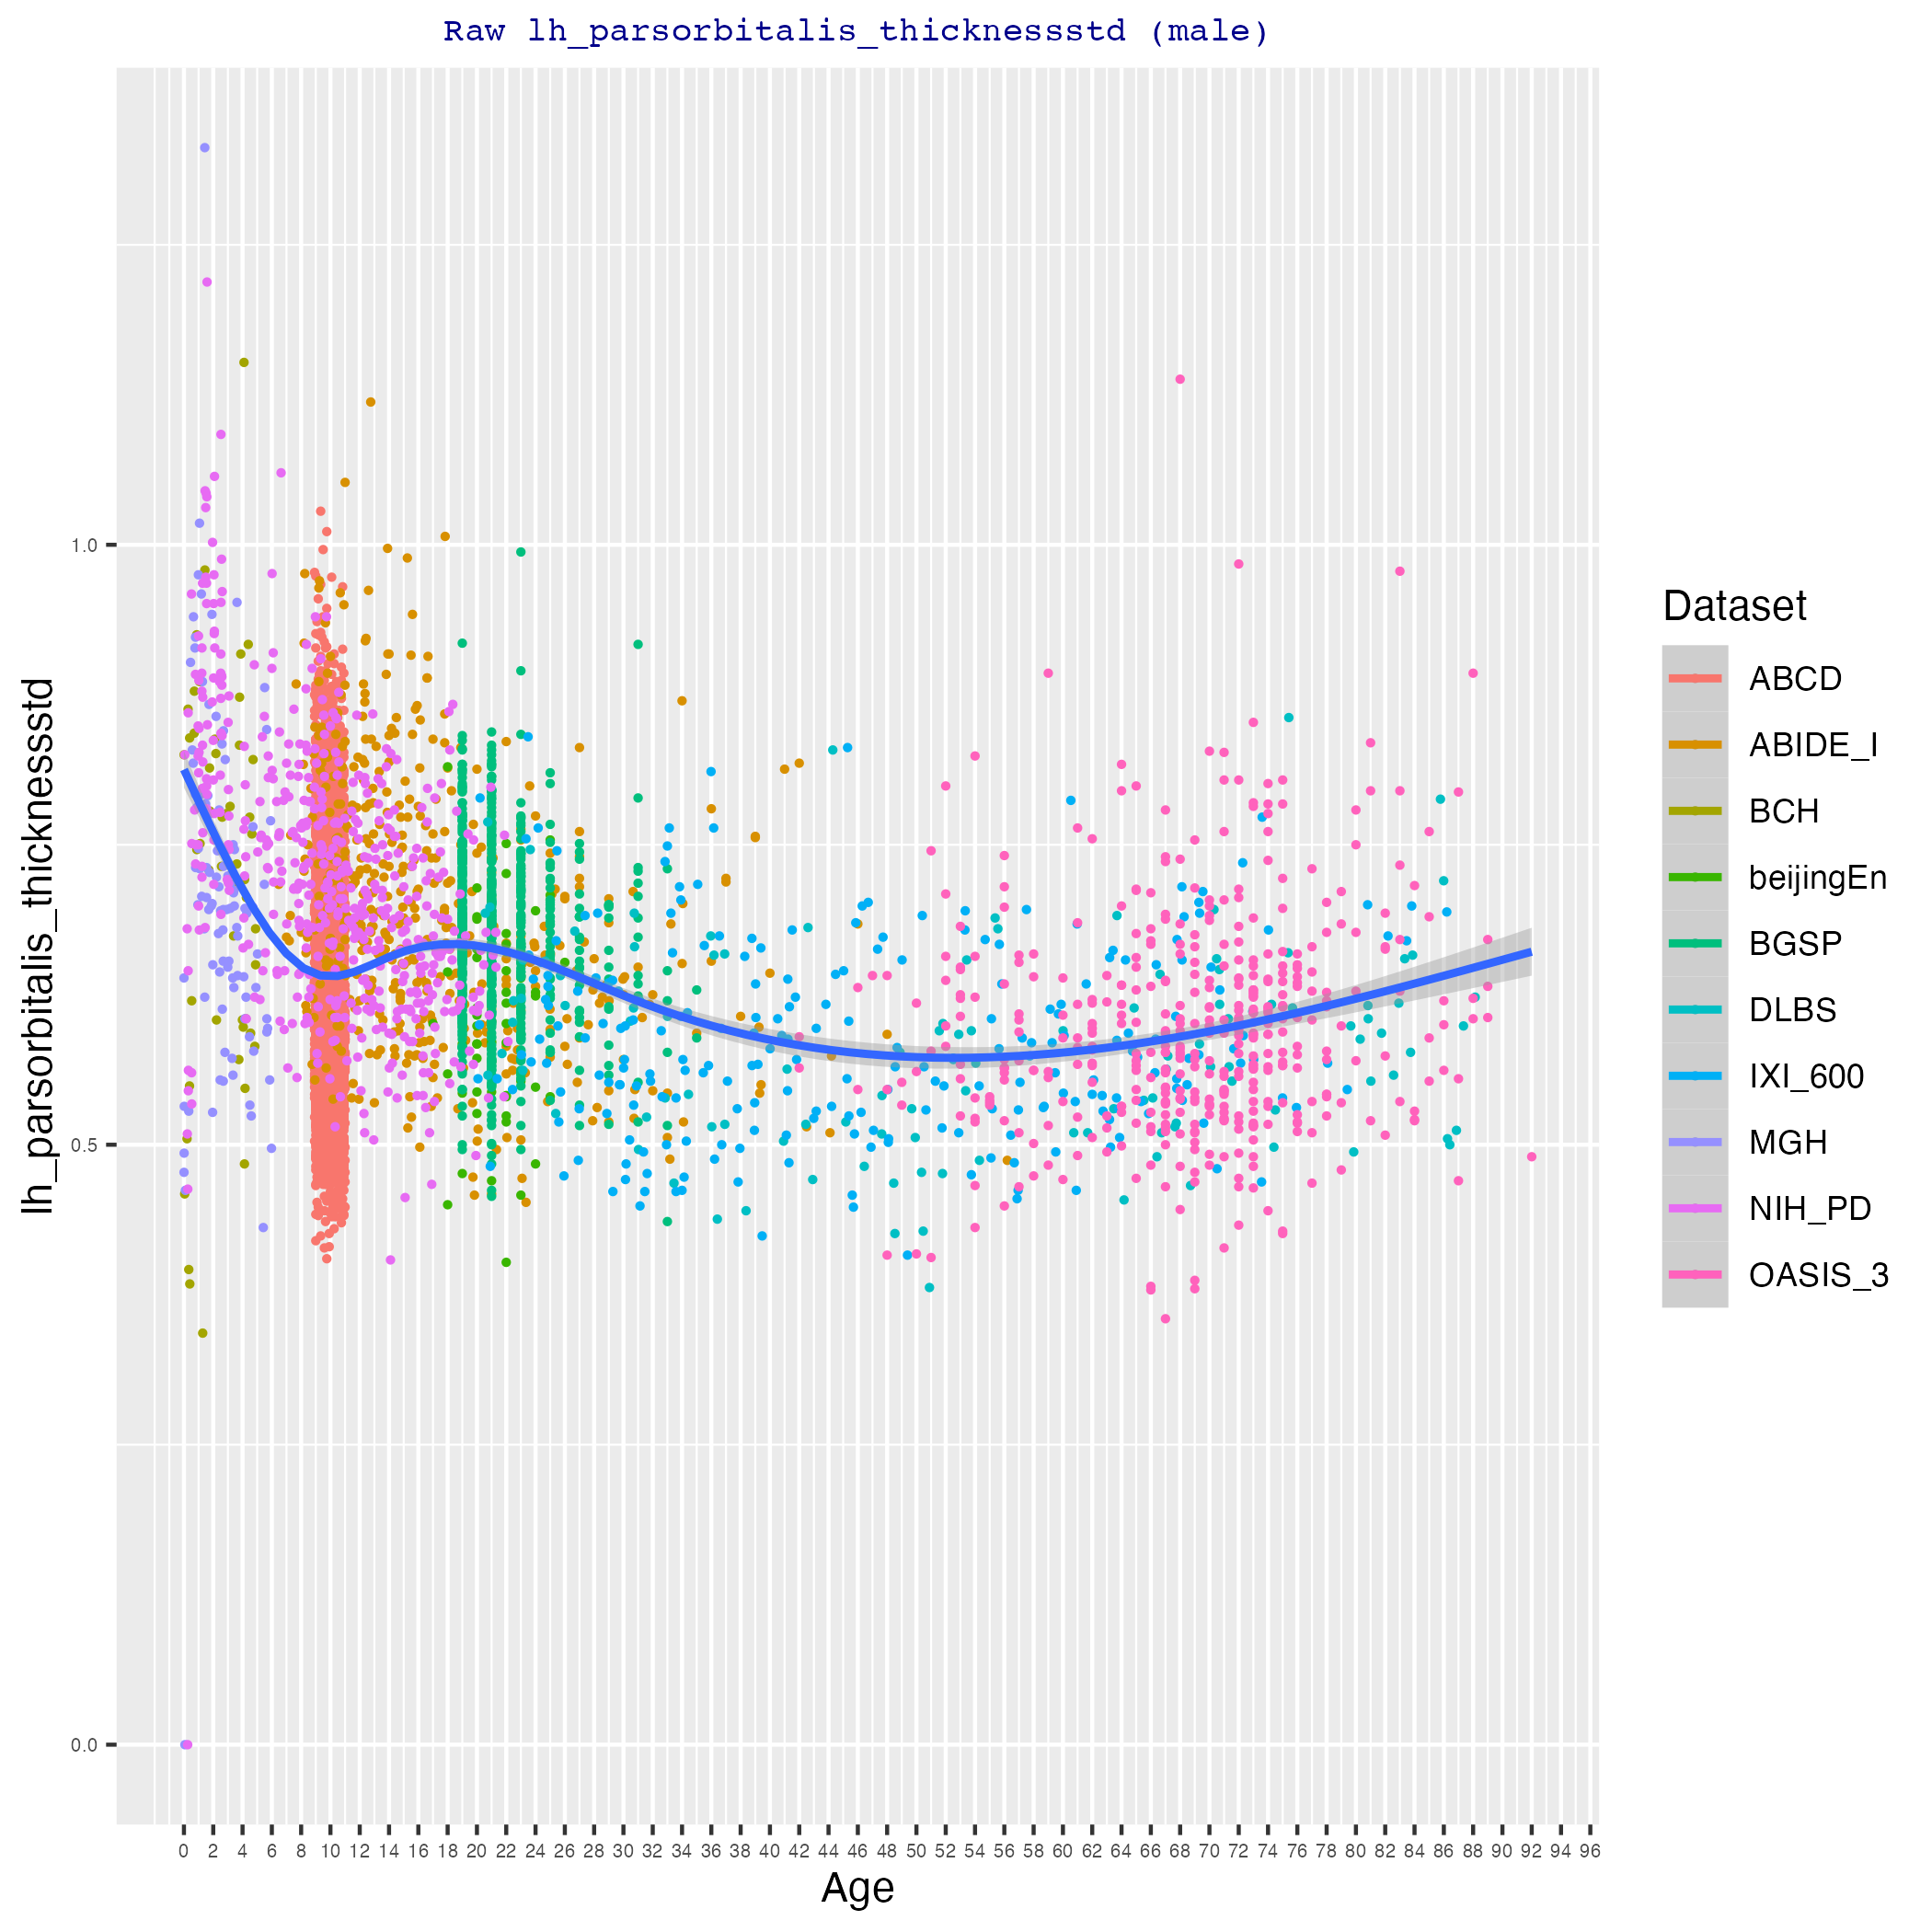 Raw lh_parsorbitalis_thicknessstd (male)
lh_parsorbitalis_thicknessstd
1.0
0.5
0.0
0 2 4 6 8 10 12 14 16 18 20 22 24 26 28 30 32 34 36 38 40 42 44 46 48 50 52 54 56 58 60 62 64 66 68 70 72 74 76 78 80 82 84 86 88 90 92 94 96
Age
Dataset
ABCD
ABIDE_I
BCH
beijingEn
BGSP
DLBS
IXI_600
MGH
NIH_PD
OASIS_3